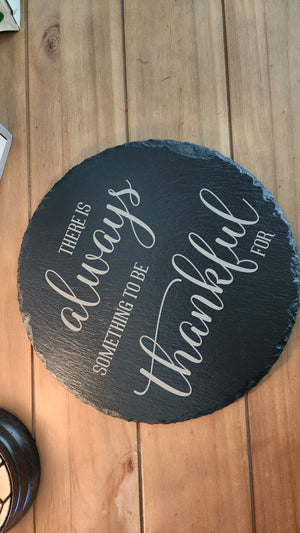 THERE IS
always
SOMETHING TO BE
thankful
FOR